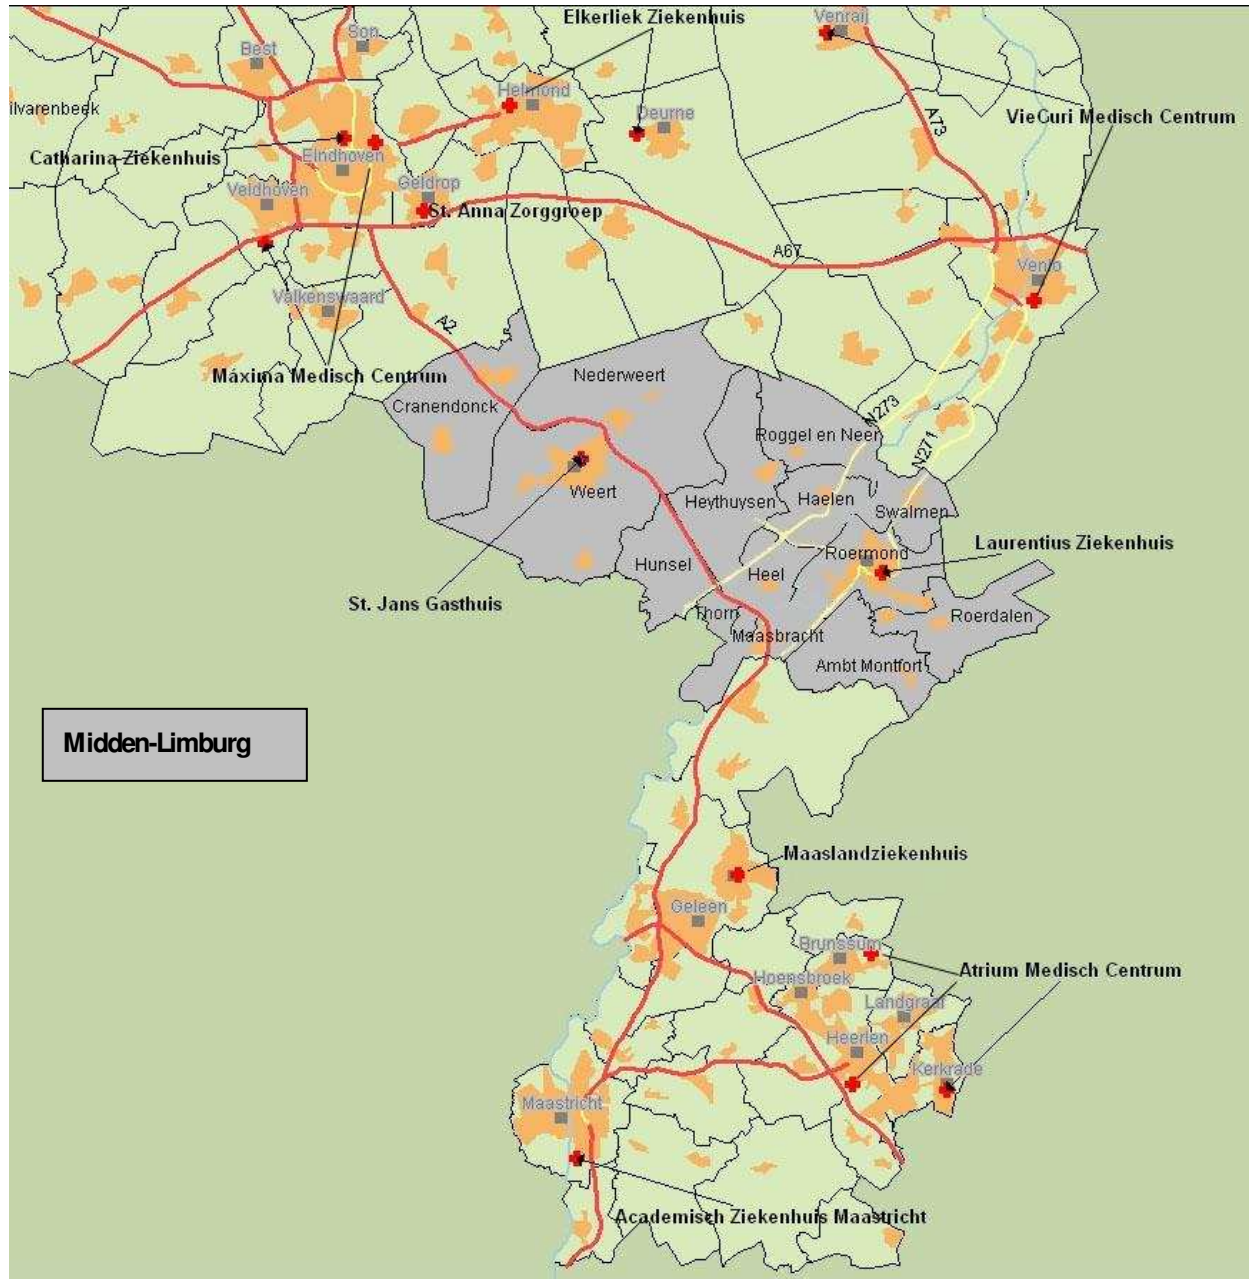 Elkerliek Ziekenhuis
Venraij
Son
Best
Helmond
ilvarenbeek
Deurne
A73
VieCuri Medisch Centrum
Catharina Ziekenhuis
Eindhoven
Veldhoven
Geldrop
St. Anna Zorggroep
A67
Venlo
Valkenswaard
A2
Máxima Medisch Centrum
Nederweert
Cranendonck
N273
Roggel en Neer
N271
Weert
Heythuysen
Haelen
Swalmen
Laurentius Ziekenhuis
Roermond
Hunsel
Heel
St. Jans Gasthuis
Thorn
Roerdalen
Maasbracht
Ambt Montfort
Midden-Limburg
Maaslandziekenhuis
Geleen
Brunssum
Atrium Medisch Centrum
Hoensbroek
Landgraaf
Heerlen
Kerkrade
Maastricht
Academisch Ziekenhuis Maastricht